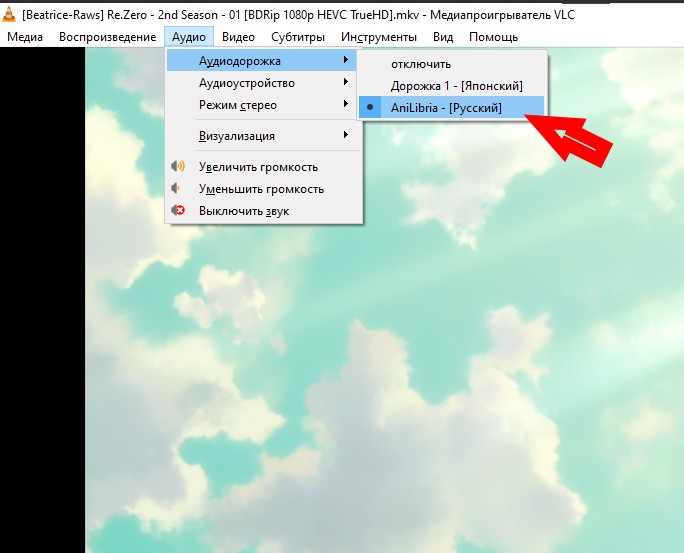 [Beatrice-Raws] Re.Zero - 2nd Season - 01 [BDRip 1080p HEVC TrueHD].mkv - Медиапроигрыватель VLC
Медиа Воспроизведение Аудио Видео Субтитры Инструменты Вид Помощь
Аудиодорожка
Аудиоустройство
Режим стерео
Визуализация
Увеличить громкость
Уменьшить громкость
Выключить звук
отключить
Дорожка 1 - [Японский]
AniLibria - [Русский]